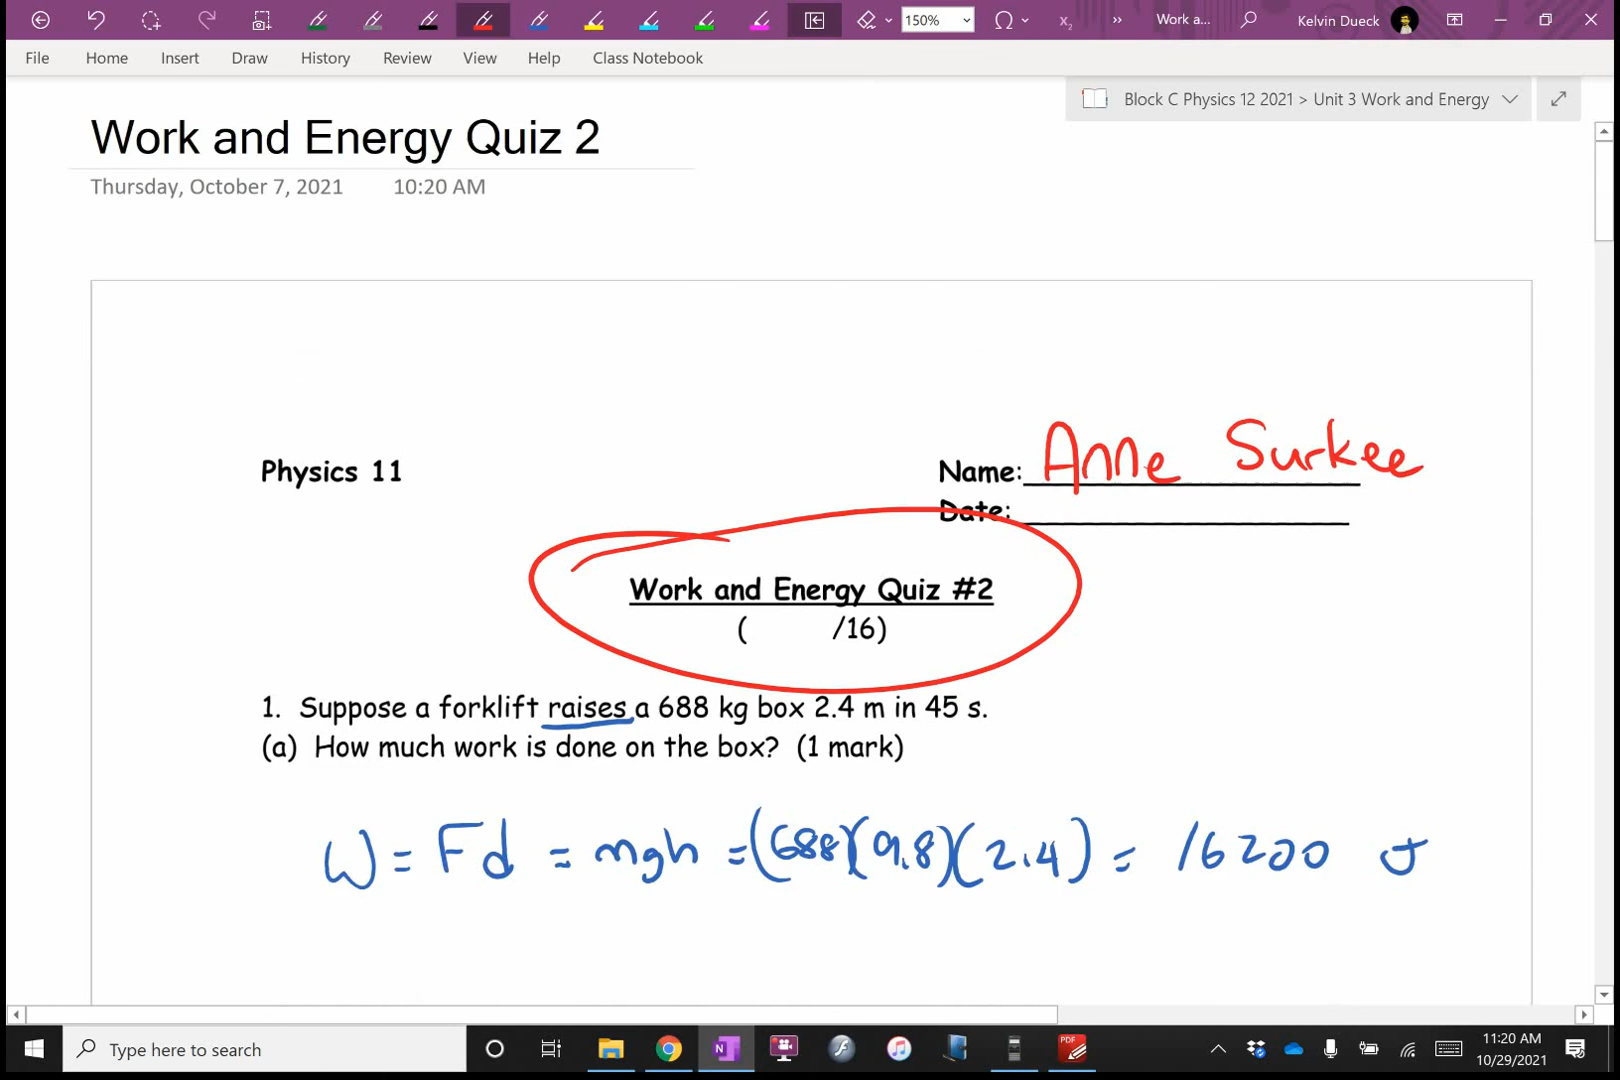 150% Work a... Kelvin Dueck
File Home Insert Draw History Review View Help Class Notebook
Block C Physics 12 2021 > Unit 3 Work and Energy
Work and Energy Quiz 2
Thursday, October 7, 2021 10:20 AM
Physics 11
Name: Anne Surkee
Date:
Work and Energy Quiz #2
( /16)
1. Suppose a forklift raises a 688 kg box 2.4 m in 45 s.
(a) How much work is done on the box? (1 mark)
W = Fd = mgh = (688)(9.8)(2.4) = 16200 J
Type here to search
11:20 AM
10/29/2021